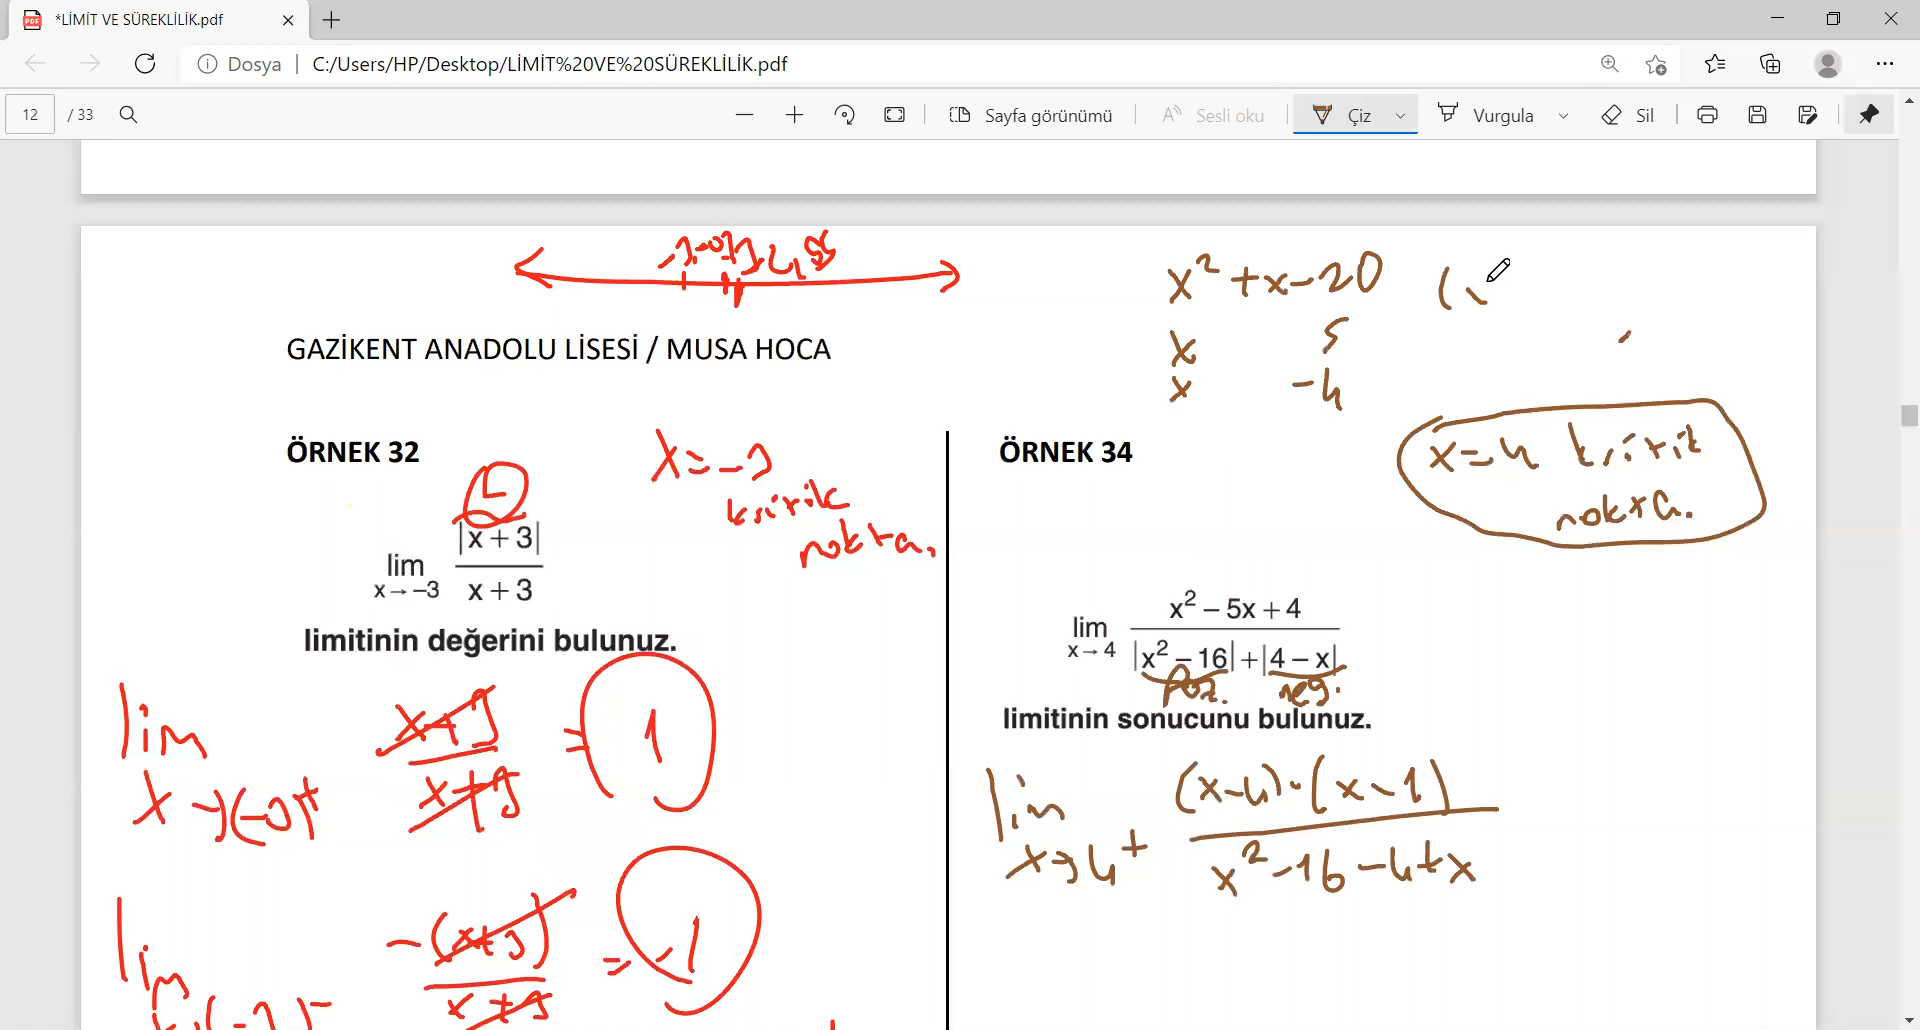 *LİMİT VE SÜREKLİLİK.pdf
Dosya | C:/Users/HP/Desktop/LİMİT%20VE%20SÜREKLİLİK.pdf
12 / 33
Sayfa görünümü
Sesli oku
Çiz
Vurgula
Sil
x² + x - 20 (
x 5
x -4
GAZİKENT ANADOLU LİSESİ / MUSA HOCA
ÖRNEK 32
x = -3
kritik
nokta.
lim x → -3 |x + 3| / x + 3
limitinin değerini bulunuz.
lim x → (-3)⁺ x+3 / x+3 = 1
lim -(x+3) / x+3 = -1
ÖRNEK 34
x = 4 kritik
nokta.
lim x → 4 x² - 5x + 4 / |x² - 16| + |4 - x|
poz. neg.
limitinin sonucunu bulunuz.
lim x → 4⁺ (x-4)·(x-1) / x² - 16 - 4 + x